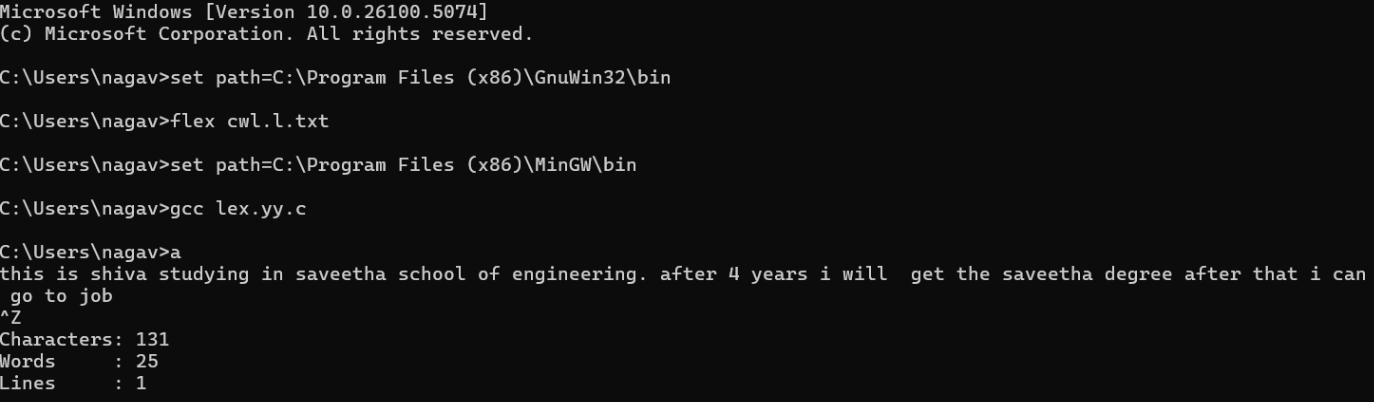 Microsoft Windows [Version 10.0.26100.5074]
(c) Microsoft Corporation. All rights reserved.
C:\Users\nagav>set path=C:\Program Files (x86)\GnuWin32\bin
C:\Users\nagav>flex cwl.l.txt
C:\Users\nagav>set path=C:\Program Files (x86)\MinGW\bin
C:\Users\nagav>gcc lex.yy.c
C:\Users\nagav>a
this is shiva studying in saveetha school of engineering. after 4 years i will  get the saveetha degree after that i can
 go to job
^Z
Characters: 131
Words     : 25
Lines     : 1